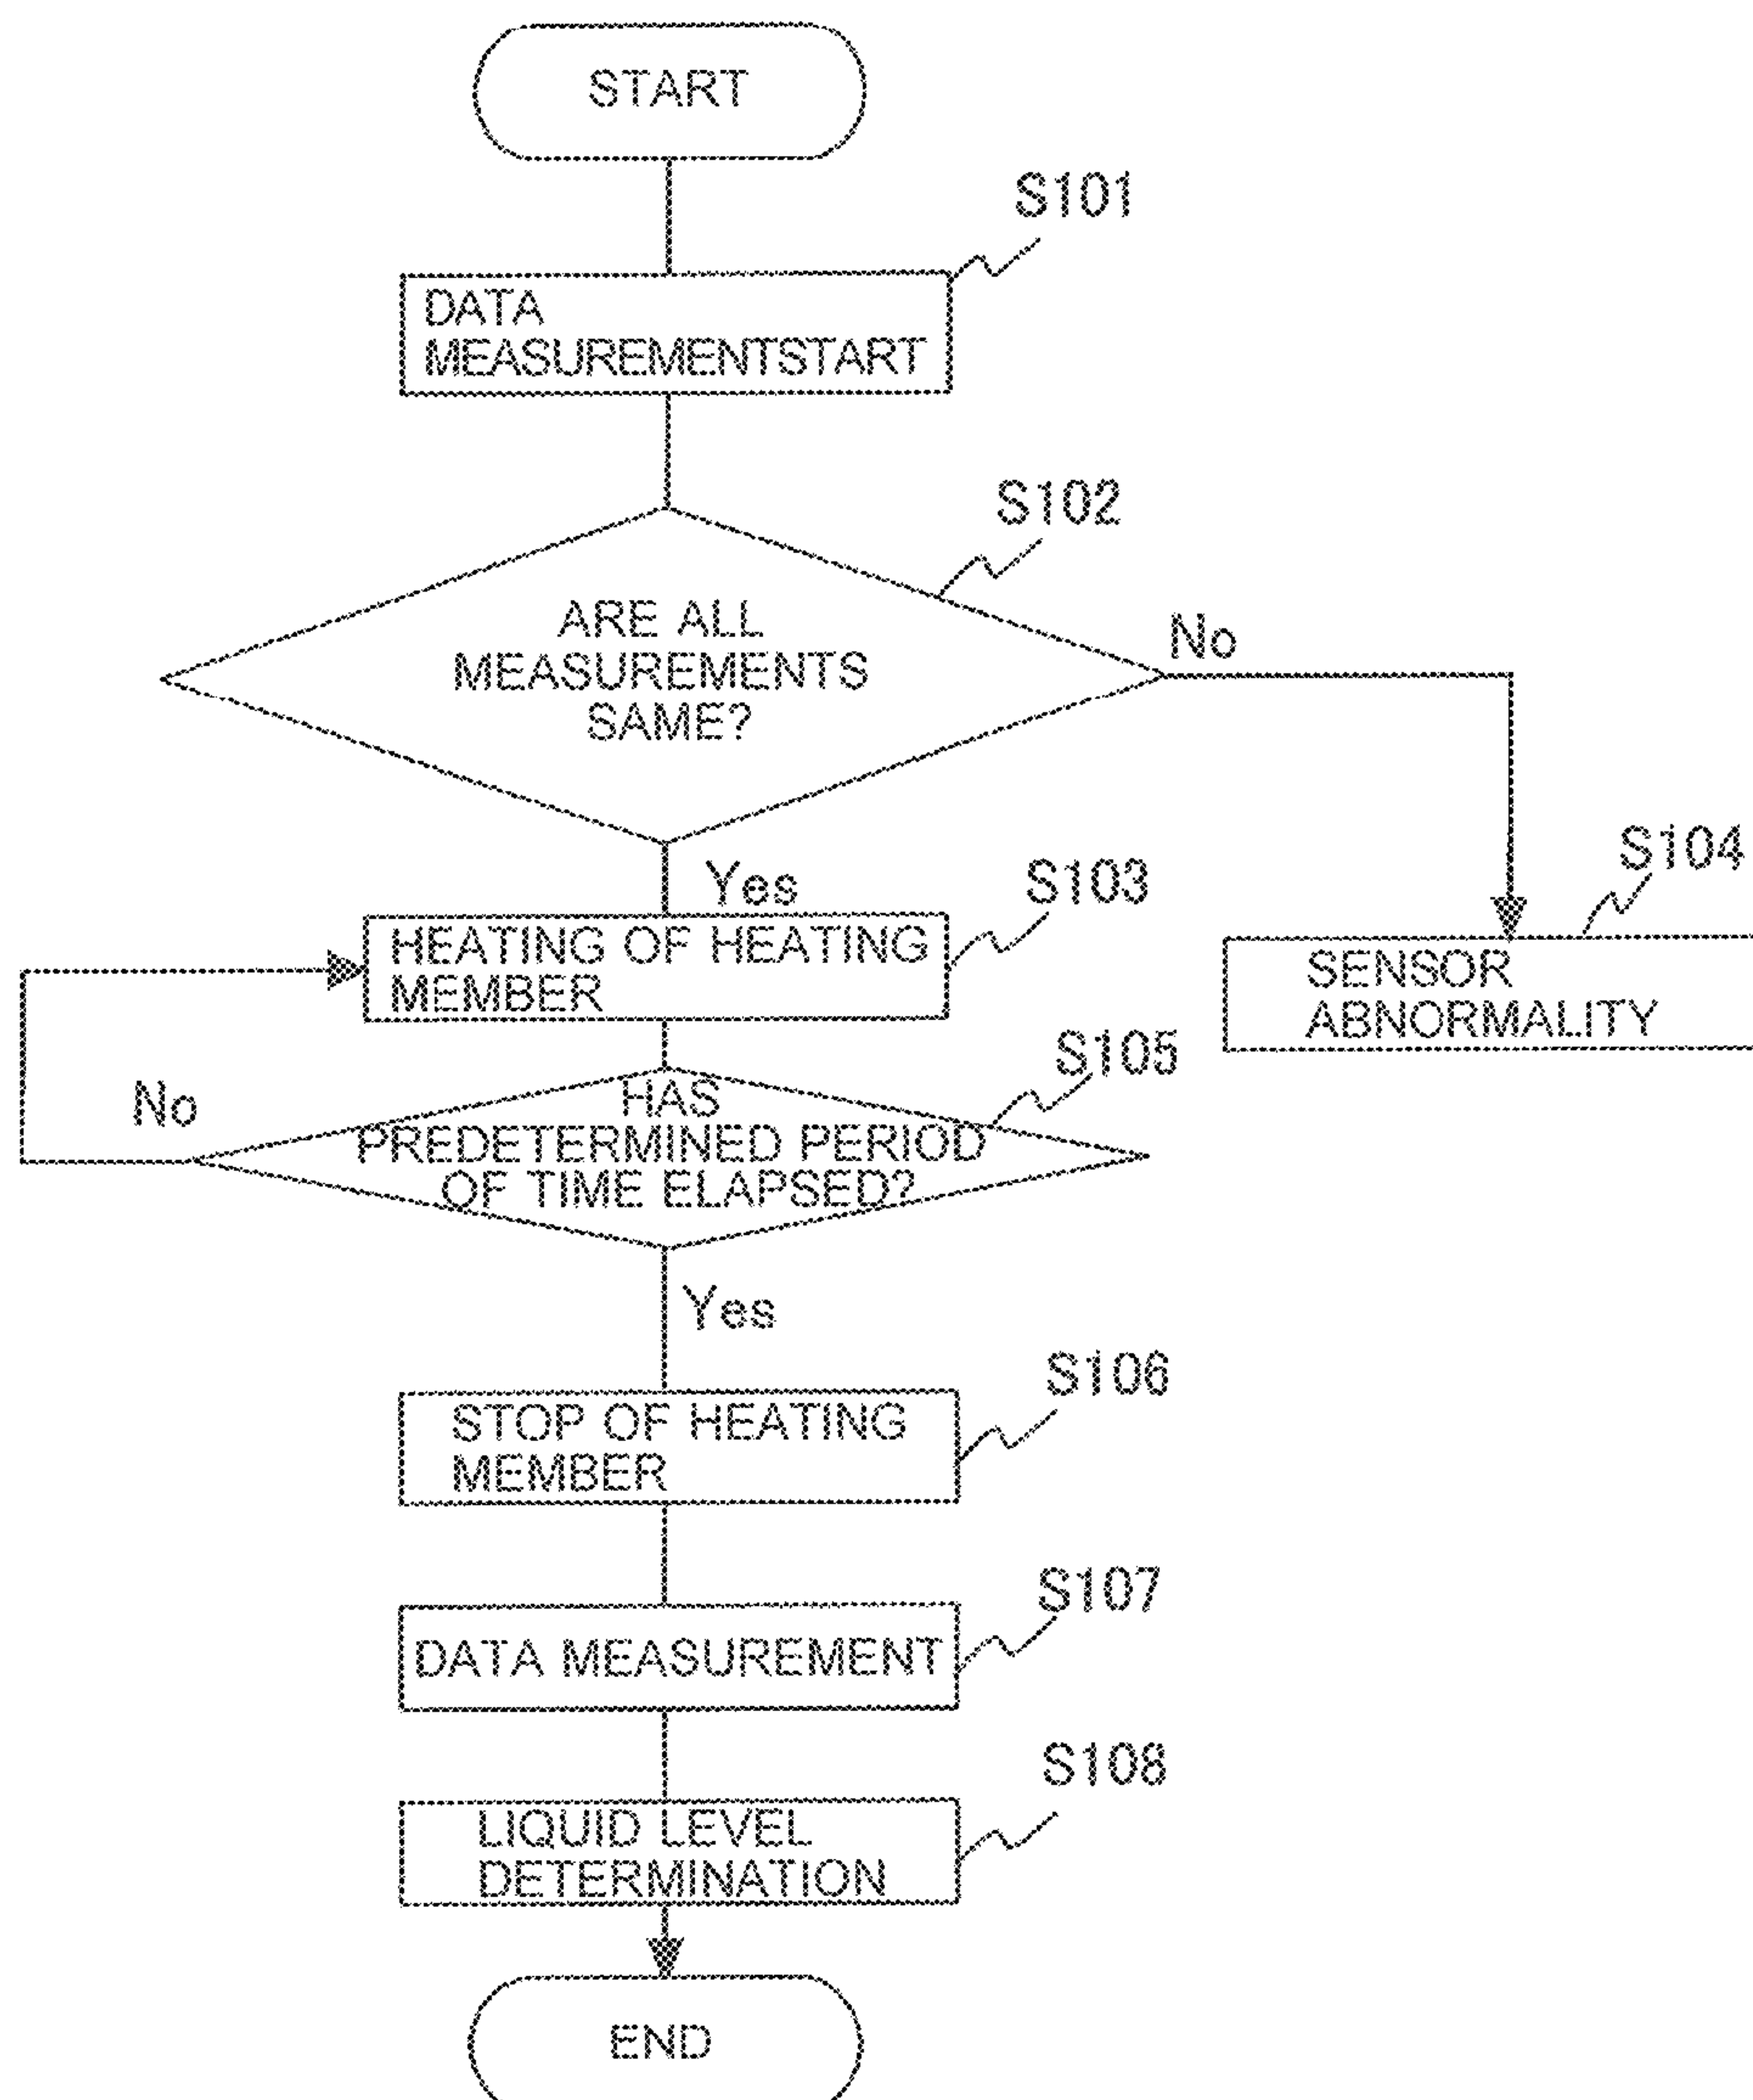 START
S101
DATA
MEASUREMENTSTART
S102
ARE ALL
MEASUREMENTS
SAME?
No
Yes
S103
HEATING OF HEATING
MEMBER
S104
SENSOR
ABNORMALITY
S105
HAS
PREDETERMINED PERIOD
OF TIME ELAPSED?
No
Yes
S106
STOP OF HEATING
MEMBER
S107
DATA MEASUREMENT
S108
LIQUID LEVEL
DETERMINATION
END